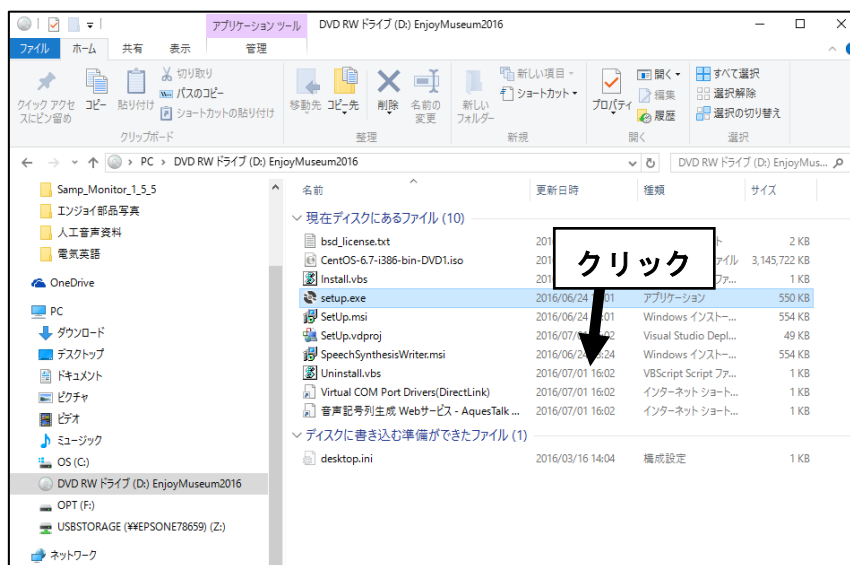 アプリケーション ツール DVD RW ドライブ (D:) EnjoyMuseum2016
ファイル ホーム 共有 表示 管理
クイック アクセスにピン留め コピー 貼り付け 切り取り パスのコピー ショートカットの貼り付け
移動先 コピー先 削除 名前の変更 新しいフォルダー 新しい項目 ショートカット
プロパティ 開く 編集 履歴 すべて選択 選択解除 選択の切り替え
クリップボード 整理 新規 開く 選択
PC › DVD RW ドライブ (D:) EnjoyMuseum2016 DVD RW ドライブ (D:) EnjoyMus...
Samp_Monitor_1_5_5
エンジョイ部品写真
人工音声資料
電気英語
OneDrive
PC
ダウンロード
デスクトップ
ドキュメント
ピクチャ
ビデオ
ミュージック
OS (C:)
DVD RW ドライブ (D:) EnjoyMuseum2016
OPT (F:)
USBSTORAGE (¥¥EPSONE78659) (Z:)
ネットワーク
名前 更新日時 種類 サイズ
現在ディスクにあるファイル (10)
bsd_license.txt 2 KB
CentOS-6.7-i386-bin-DVD1.iso 3,145,722 KB
Install.vbs 1 KB
setup.exe 2016/06/24 アプリケーション 550 KB
SetUp.msi 2016/06/24 Windows インストー... 554 KB
SetUp.vdproj Visual Studio Depl... 49 KB
SpeechSynthesisWriter.msi 2016/06/24 Windows インストー... 554 KB
Uninstall.vbs 2016/07/01 16:02 VBScript Script ファ... 1 KB
Virtual COM Port Drivers(DirectLink) 2016/07/01 16:02 インターネット ショート... 1 KB
音声記号列生成 Webサービス - AquesTalk ... 2016/07/01 16:02 インターネット ショート... 1 KB
ディスクに書き込む準備ができたファイル (1)
desktop.ini 2016/03/16 14:04 構成設定 1 KB
クリック